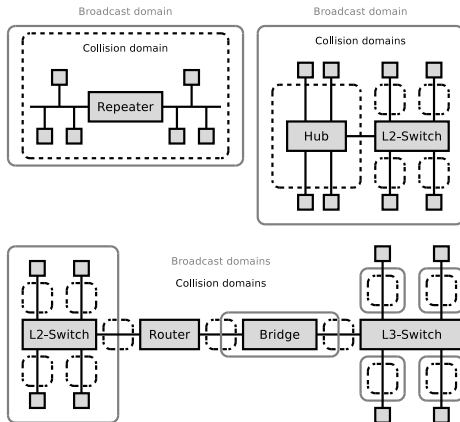 Broadcast domain
Broadcast domain
Collision domain
Collision domains
Repeater
Hub
L2-Switch
Broadcast domains
Collision domains
L2-Switch
Router
Bridge
L3-Switch